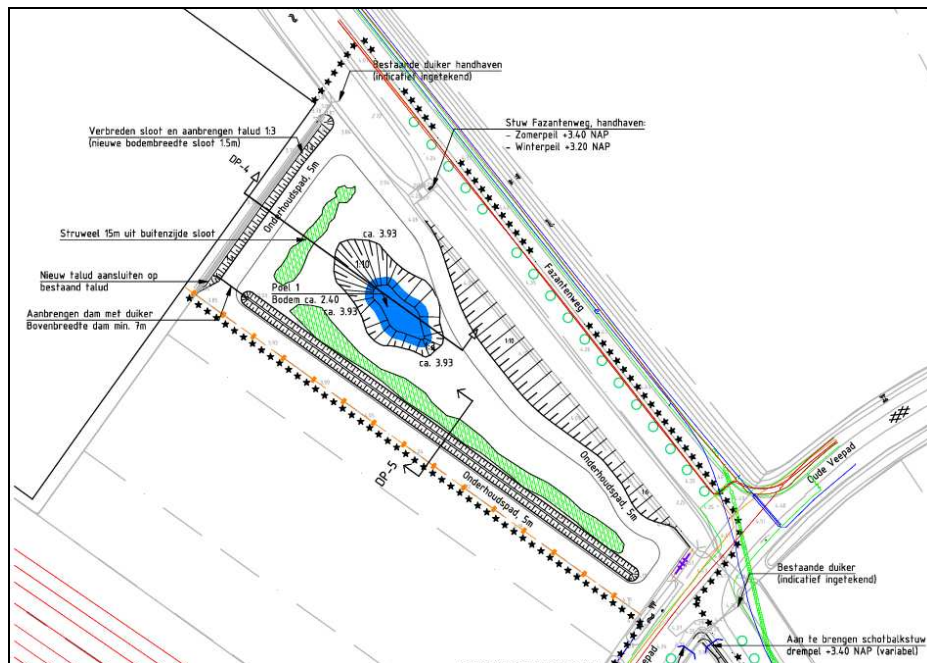 Bestaande duiker handhaven
(indicatief ingetekend)
Verbreden sloot en aanbrengen talud 1:3
(nieuwe bodembreedte sloot 1.5m)
Stuw Fazantenweg, handhaven:
- Zomerpeil +3.40 NAP
- Winterpeil +3.20 NAP
DP-4
Onderhoudspad, 5m
Struweel 15m uit buitenzijde sloot
ca. 3.93
1:10
Fazantenweg
Nieuw talud aansluiten op
bestaand talud
Poel 1
Bodem ca. 2.40
ca. 3.93
Aanbrengen dam met duiker
Bovenbreedte dam min. 7m
ca. 3.93
1:10
DP-5
Onderhoudspad, 5m
Onderhoudspad, 5m
Oude Veepad
Bestaande duiker
(indicatief ingetekend)
Aan te brengen schotbalkstuw
drempel +3.40 NAP (variabel)